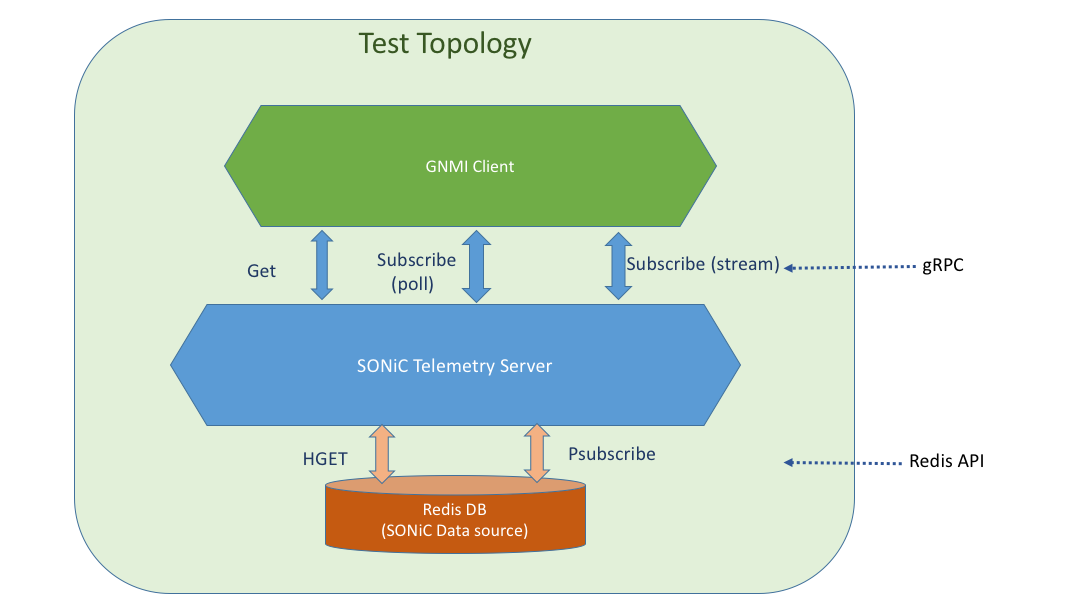 Test Topology
GNMI Client
Get
Subscribe
(poll)
Subscribe (stream)
gRPC
SONiC Telemetry Server
HGET
Psubscribe
Redis API
Redis DB
(SONiC Data source)